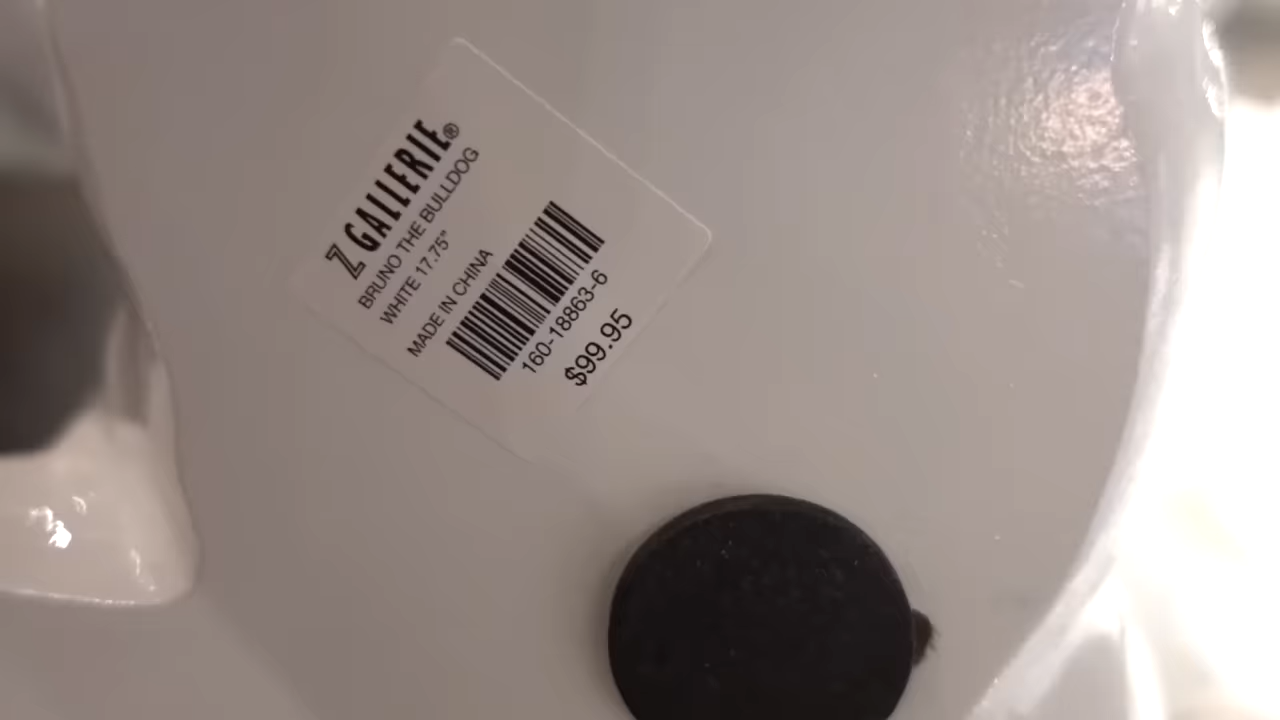 Z GALLERIE®
BRUNO THE BULLDOG
WHITE 17.75"
MADE IN CHINA
160-18863-6
$99.95